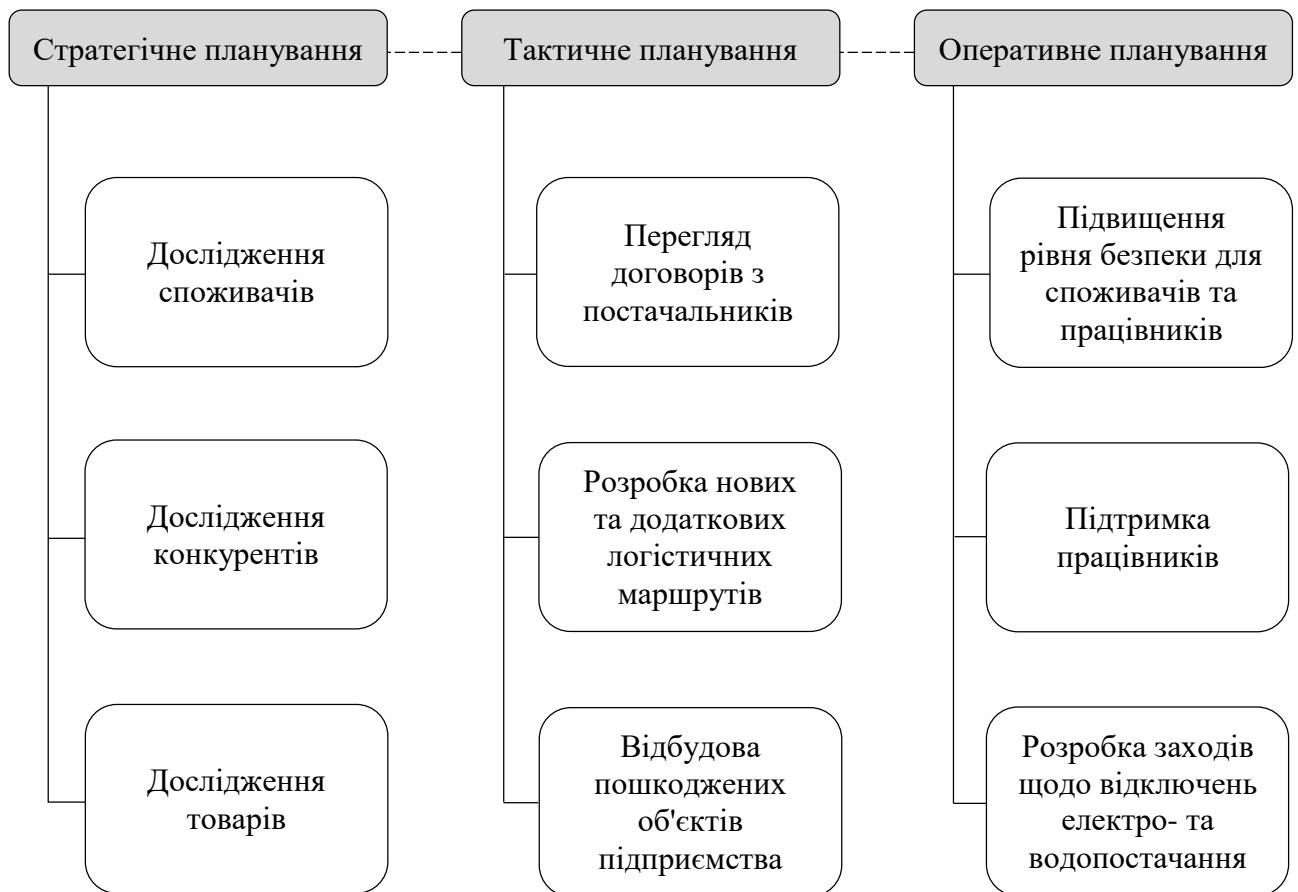 Стратегічне планування
Тактичне планування
Оперативне планування
Дослідження
споживачів
Перегляд
договорів з
постачальників
Підвищення
рівня безпеки для
споживачів та
працівників
Дослідження
конкурентів
Розробка нових
та додаткових
логістичних
маршрутів
Підтримка
працівників
Дослідження
товарів
Відбудова
пошкоджених
об'єктів
підприємства
Розробка заходів
щодо відключень
електро- та
водопостачання